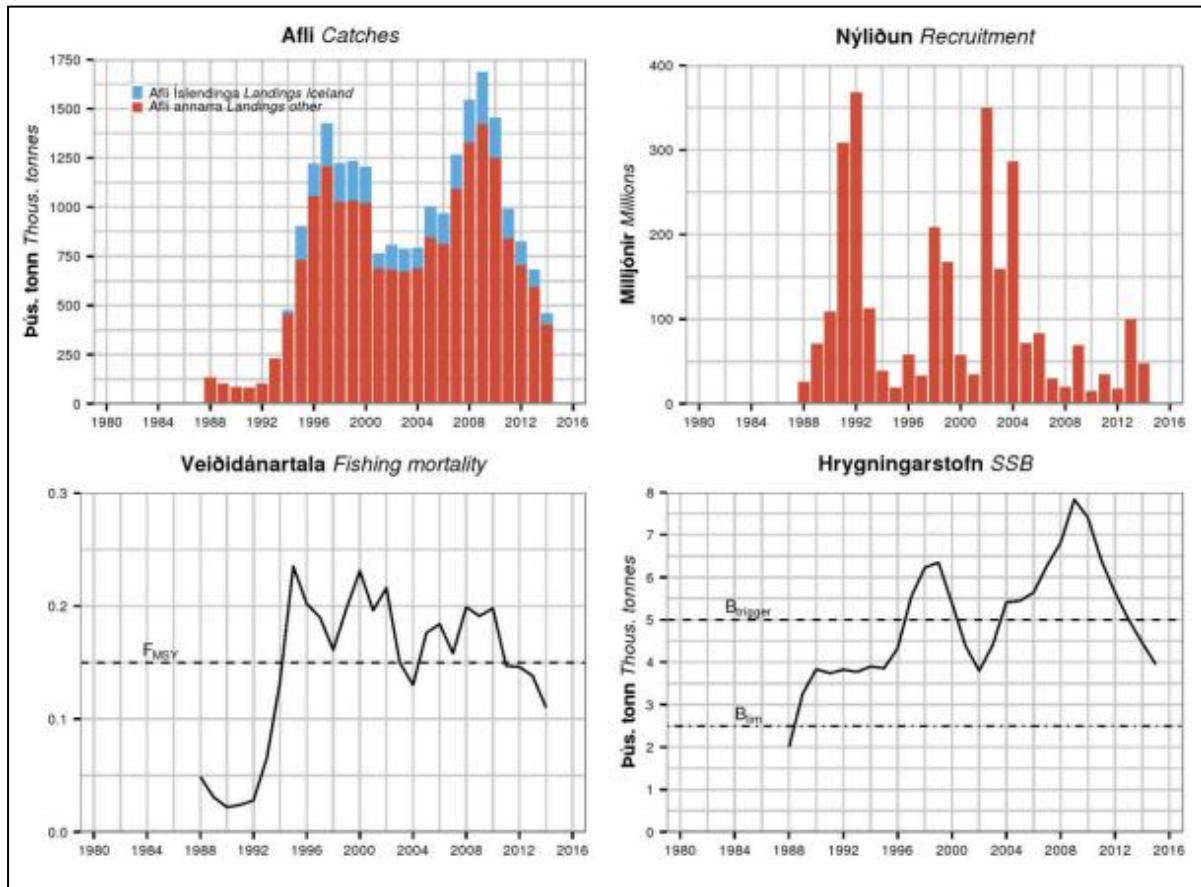 Afli Catches
Þús. tonn Thous. tonnes
1750
1500
1250
1000
750
500
250
0
Afli Íslendinga Landings Iceland
Afli annarra Landings other
1980 1984 1988 1992 1996 2000 2004 2008 2012 2016
Nýliðun Recruitment
Milljónir Millions
400
300
200
100
0
1980 1984 1988 1992 1996 2000 2004 2008 2012 2016
Veiðidánartala Fishing mortality
0.3
0.2
0.1
0.0
FMSY
1980 1984 1988 1992 1996 2000 2004 2008 2012 2016
Hrygningarstofn SSB
Þús. tonn Thous. tonnes
8
7
6
5
4
3
2
1
0
Btrigger
Blim
1980 1984 1988 1992 1996 2000 2004 2008 2012 2016